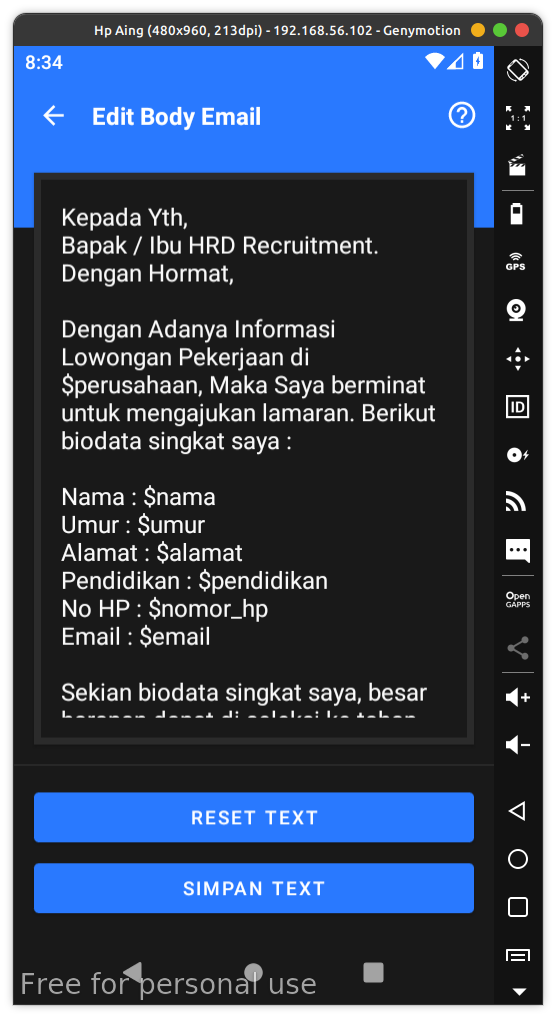 Hp Aing (480x960, 213dpi) - 192.168.56.102 - Genymotion
8:34
Edit Body Email
Kepada Yth,
Bapak / Ibu HRD Recruitment.
Dengan Hormat,
Dengan Adanya Informasi
Lowongan Pekerjaan di
$perusahaan, Maka Saya berminat
untuk mengajukan lamaran. Berikut
biodata singkat saya :
Nama : $nama
Umur : $umur
Alamat : $alamat
Pendidikan : $pendidikan
No HP : $nomor_hp
Email : $email
Sekian biodata singkat saya, besar
RESET TEXT
SIMPAN TEXT
Free for personal use
1 : 1
GPS
ID
Open
GAPPS